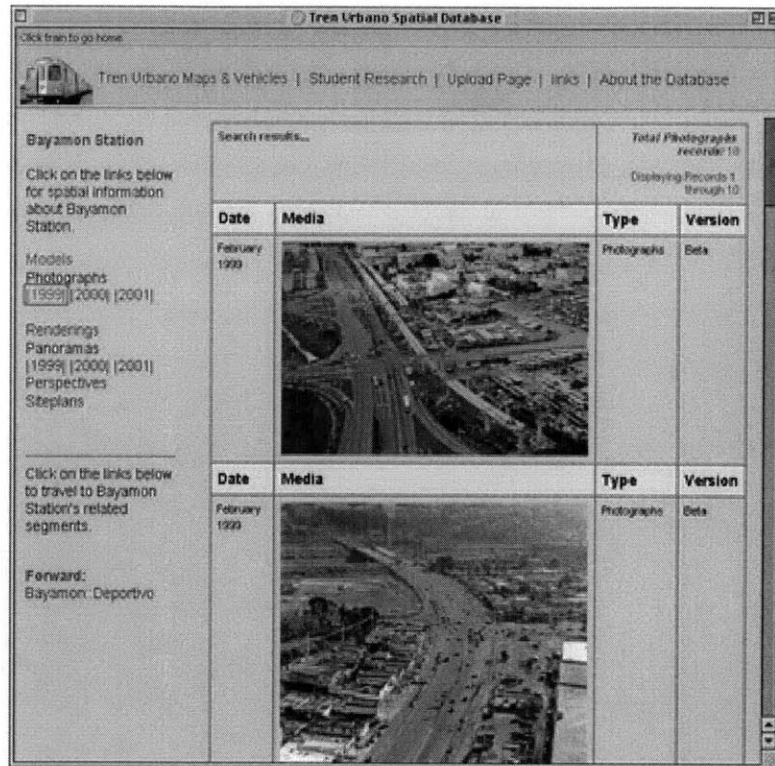 Tren Urbano Spatial Database
Click train to go home
Tren Urbano Maps & Vehicles | Student Research | Upload Page | links | About the Database
Bayamon Station
Click on the links below
for spatial information
about Bayamon
Station.
Models
Photographs
|1999| |2000| |2001|
Renderings
Panoramas
|1999| |2000| |2001|
Perspectives
Siteplans
Click on the links below
to travel to Bayamon
Station's related
segments.
Forward:
Bayamon: Deportivo
Search results...
Total Photographs
records: 10
Displaying Records 1
through 10
Date Media Type Version
February
1999
Photographs Beta
Date Media Type Version
February
1999
Photographs Beta